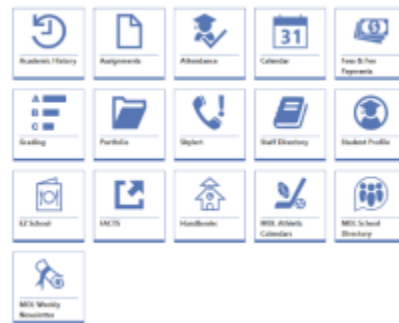 Academic History
Assignments
Attendance
31
Calendar
Fees & Fee
Payments
A
B
C
Grading
Portfolio
Skylert
Staff Directory
Student Profile
EZ School
FACTS
Handbooks
MDL Athletic
Calendars
MDL School
Directory
MDL Weekly
Newsletter